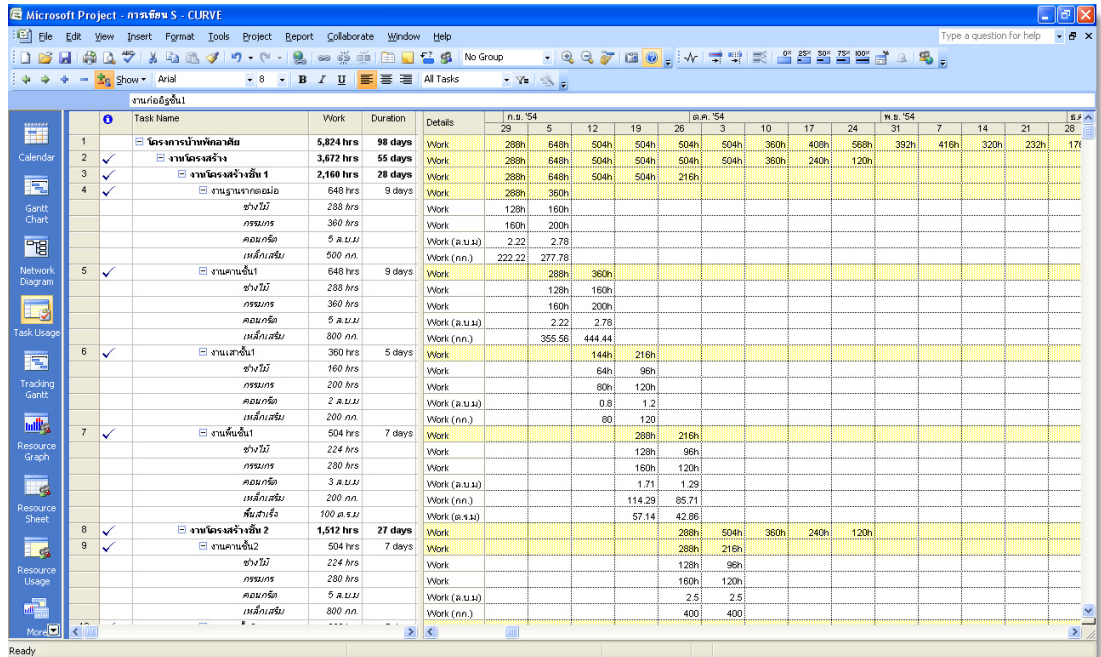 Microsoft Project - การเขียน S - CURVE
File Edit View Insert Format Tools Project Report Collaborate Window Help Type a question for help
No Group 0% 25% 50% 75% 100%
Show Arial 8 B I U All Tasks
งานก่ออิฐชั้น1
Task Name Work Duration Details ก.ย. '54 ต.ค. '54 พ.ย. '54 ธ.ค
29 5 12 19 26 3 10 17 24 31 7 14 21 28
1 โครงการบ้านพักอาศัย 5,824 hrs 98 days Work 288h 648h 504h 504h 504h 504h 360h 408h 568h 392h 416h 320h 232h 176
2 งานโครงสร้าง 3,672 hrs 55 days Work 288h 648h 504h 504h 504h 504h 360h 240h 120h
3 งานโครงสร้างชั้น 1 2,160 hrs 28 days Work 288h 648h 504h 504h 216h
4 งานฐานรากตอม่อ 648 hrs 9 days Work 288h 360h
ช่างไม้ 288 hrs Work 128h 160h
กรรมกร 360 hrs Work 160h 200h
คอนกรีต 5 ล.บ.ม Work (ล.บ.ม) 2.22 2.78
เหล็กเสริม 500 กก. Work (กก.) 222.22 277.78
5 งานคานชั้น1 648 hrs 9 days Work 288h 360h
ช่างไม้ 288 hrs Work 128h 160h
กรรมกร 360 hrs Work 160h 200h
คอนกรีต 5 ล.บ.ม Work (ล.บ.ม) 2.22 2.78
เหล็กเสริม 800 กก. Work (กก.) 355.56 444.44
6 งานเสาชั้น1 360 hrs 5 days Work 144h 216h
ช่างไม้ 160 hrs Work 64h 96h
กรรมกร 200 hrs Work 80h 120h
คอนกรีต 2 ล.บ.ม Work (ล.บ.ม) 0.8 1.2
เหล็กเสริม 200 กก. Work (กก.) 80 120
7 งานพื้นชั้น1 504 hrs 7 days Work 288h 216h
ช่างไม้ 224 hrs Work 128h 96h
กรรมกร 280 hrs Work 160h 120h
คอนกรีต 3 ล.บ.ม Work (ล.บ.ม) 1.71 1.29
เหล็กเสริม 200 กก. Work (กก.) 114.29 85.71
พื้นสำเร็จ 100 ต.ร.ม Work (ต.ร.ม) 57.14 42.86
8 งานโครงสร้างชั้น 2 1,512 hrs 27 days Work 288h 504h 360h 240h 120h
9 งานคานชั้น2 504 hrs 7 days Work 288h 216h
ช่างไม้ 224 hrs Work 128h 96h
กรรมกร 280 hrs Work 160h 120h
คอนกรีต 5 ล.บ.ม Work (ล.บ.ม) 2.5 2.5
เหล็กเสริม 800 กก. Work (กก.) 400 400
Calendar
Gantt Chart
Network Diagram
Task Usage
Tracking Gantt
Resource Graph
Resource Sheet
Resource Usage
More
Ready